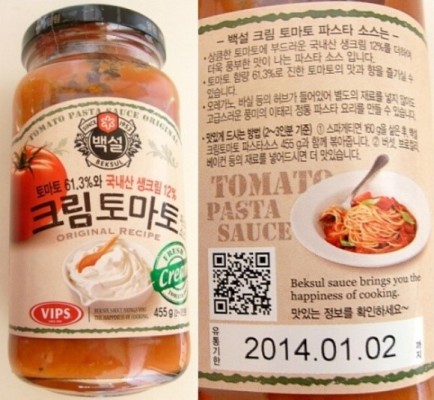 TOMATO PASTA SAUCE ORIGINAL
백설
BEKSUL
토마토 61.3%와 국내산 생크림 12%
크림 토마토
ORIGINAL RECIPE
FRESH
Cream
VIPS
BEKSUL SAUCE BRINGS YOU
THE HAPPINESS OF COOKING.
455 g
- 백설 크림 토마토 파스타 소스는 -
•상큼한 토마토에 부드러운 국내산 생크림 12%를 더하여
더욱 풍부한 맛이 나는 파스타 소스 입니다.
•토마토 함량 61.3%로 진한 토마토의 맛과 향을 즐기실 수
있습니다.
•오레가노, 바실 등의 허브가 들어있어 별도의 재료를 넣지 않아도
고급스러운 풍미의 이태리 정통 파스타 요리를 만들 수 있습니다.
•맛있게 드시는 방법 (2~3인분 기준) ① 스파게티면 160 g을 삶은 후, 백설
크림토마토 파스타소스 455 g과 함께 볶아줍니다. ② 버섯, 브로컬리,
베이컨 등의 재료를 넣어드시면 더 맛있습니다.
TOMATO
PASTA
SAUCE
Beksul sauce brings you the
happiness of cooking.
맛있는 정보를 확인하세요~
유통기한 2014.01.02 까지